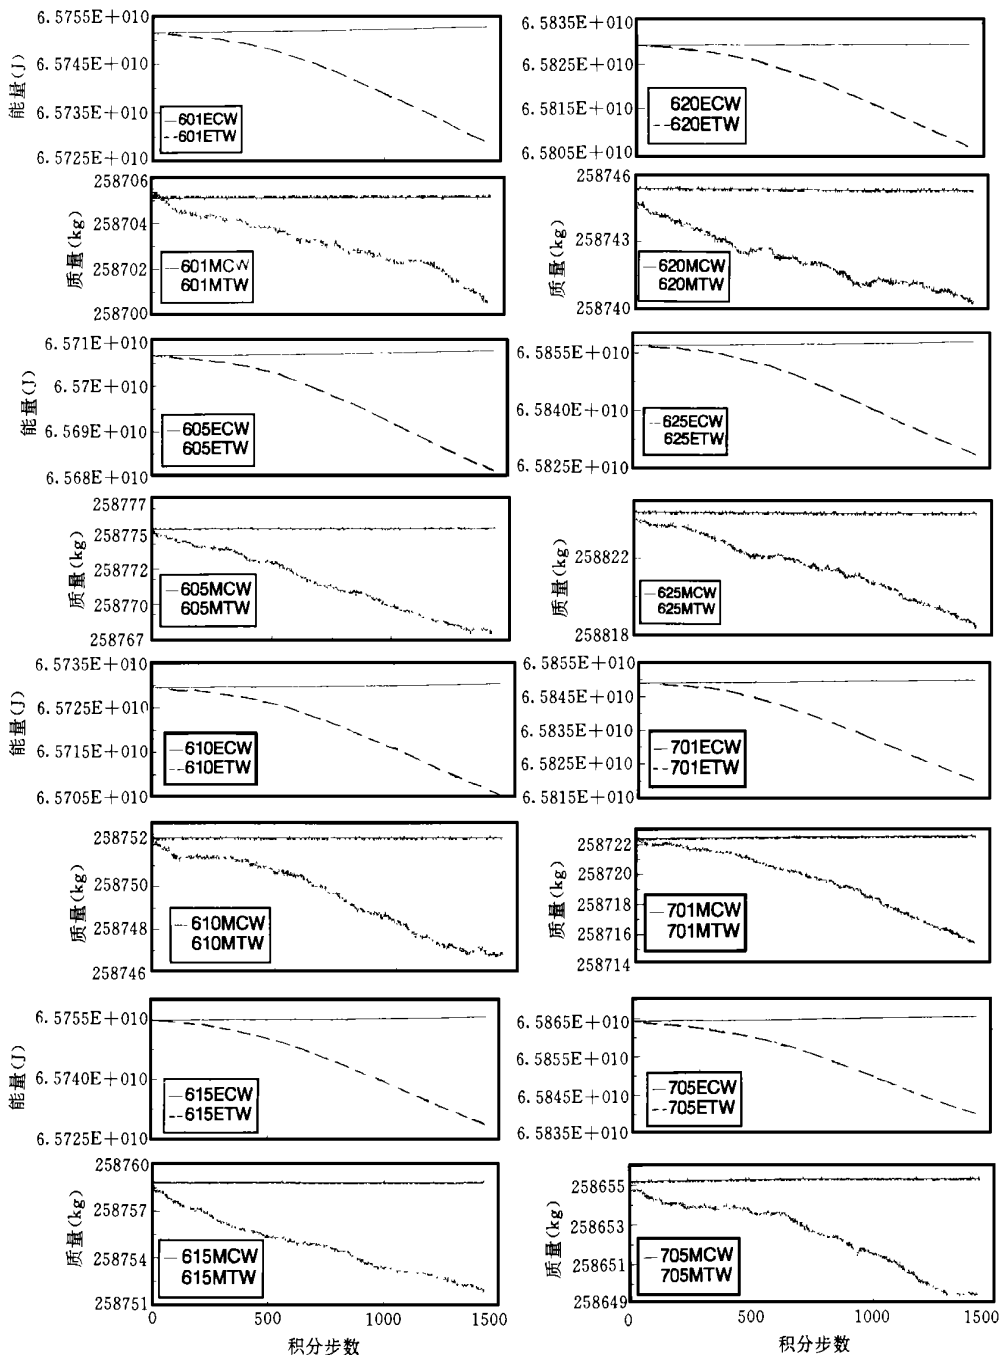 6.5755E+010
6.5745E+010
6.5735E+010
6.5725E+010
能量(J)
601ECW
601ETW
6.5835E+010
6.5825E+010
6.5815E+010
6.5805E+010
620ECW
620ETW
258706
258704
258702
258700
质量(kg)
601MCW
601MTW
258746
258743
258740
质量(kg)
620MCW
620MTW
6.571E+010
6.57E+010
6.569E+010
6.568E+010
能量(J)
605ECW
605ETW
6.5855E+010
6.5840E+010
6.5825E+010
625ECW
625ETW
258777
258775
258772
258770
258767
质量(kg)
605MCW
605MTW
258822
258818
质量(kg)
625MCW
625MTW
6.5735E+010
6.5725E+010
6.5715E+010
6.5705E+010
能量(J)
610ECW
610ETW
6.5855E+010
6.5845E+010
6.5835E+010
6.5825E+010
6.5815E+010
701ECW
701ETW
258752
258750
258748
258746
质量(kg)
610MCW
610MTW
258722
258720
258718
258716
258714
质量(kg)
701MCW
701MTW
6.5755E+010
6.5740E+010
6.5725E+010
能量(J)
615ECW
615ETW
6.5865E+010
6.5855E+010
6.5845E+010
6.5835E+010
705ECW
705ETW
258760
258757
258754
258751
质量(kg)
615MCW
615MTW
0
500
1000
1500
积分步数
258655
258653
258651
258649
质量(kg)
705MCW
705MTW
0
500
1000
1500
积分步数